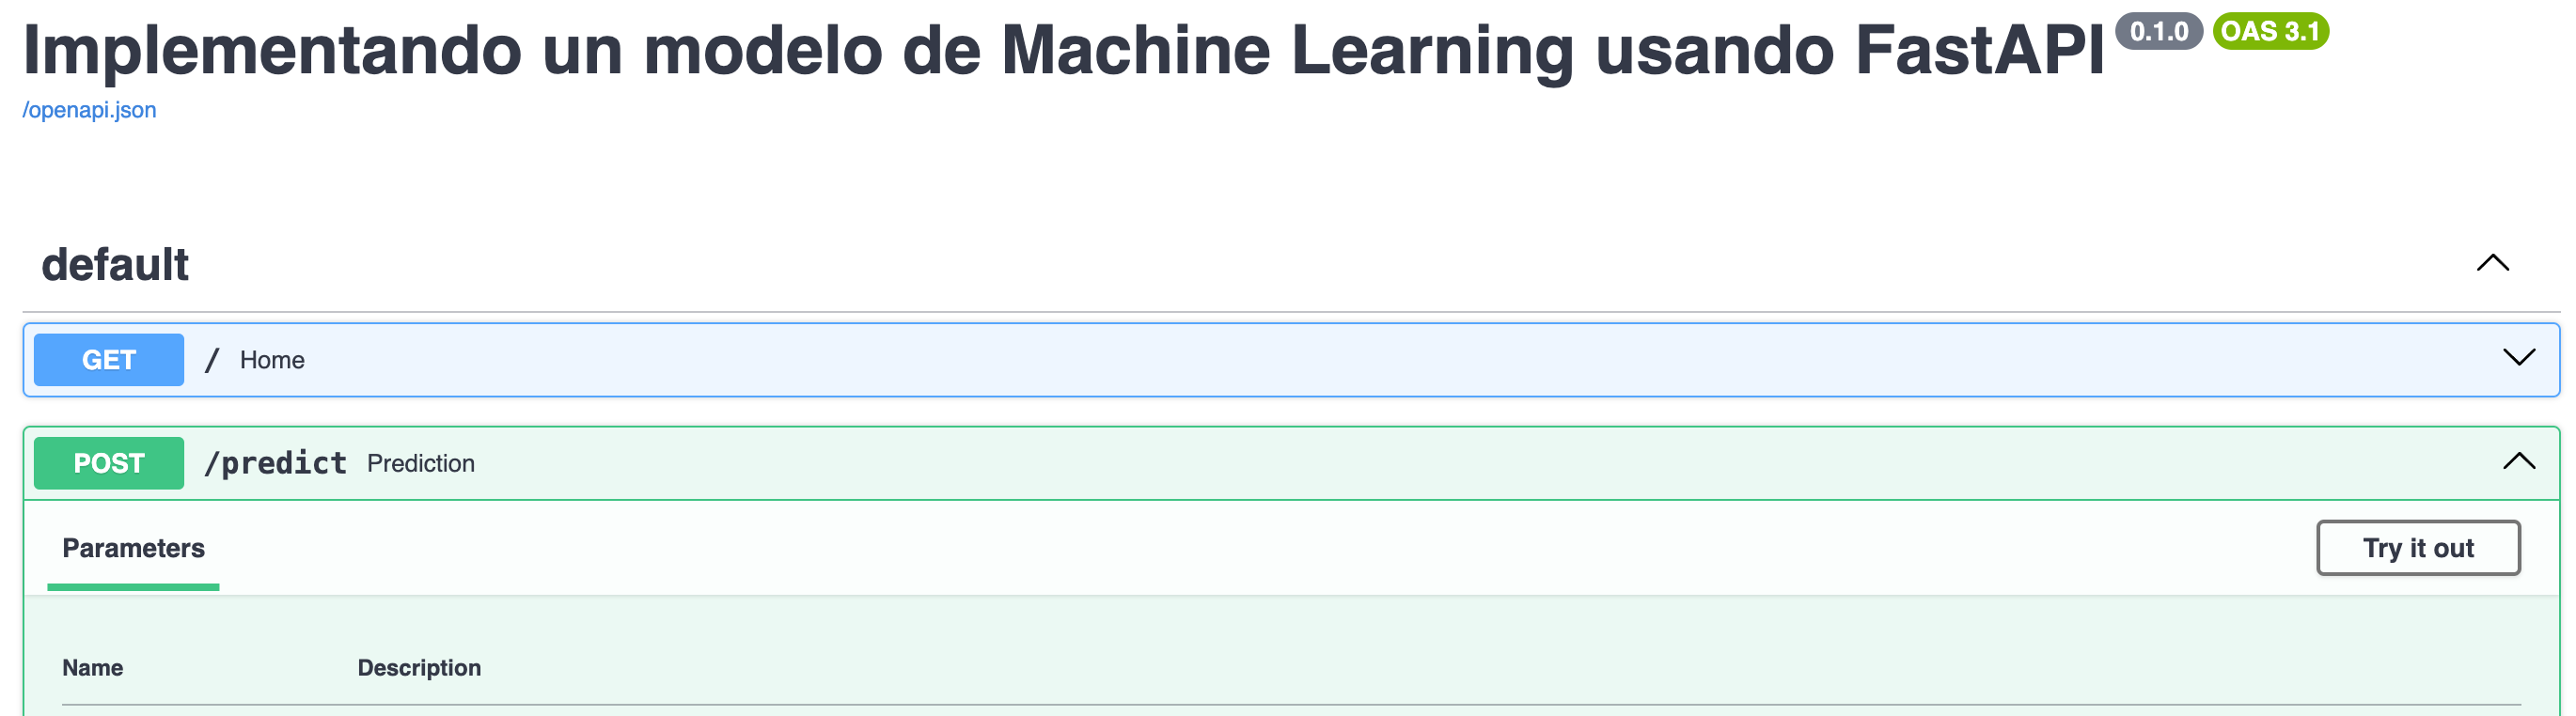 Implementando un modelo de Machine Learning usando FastAPI 0.1.0 OAS 3.1
/openapi.json
default
GET / Home
POST /predict Prediction
Parameters Try it out
Name Description